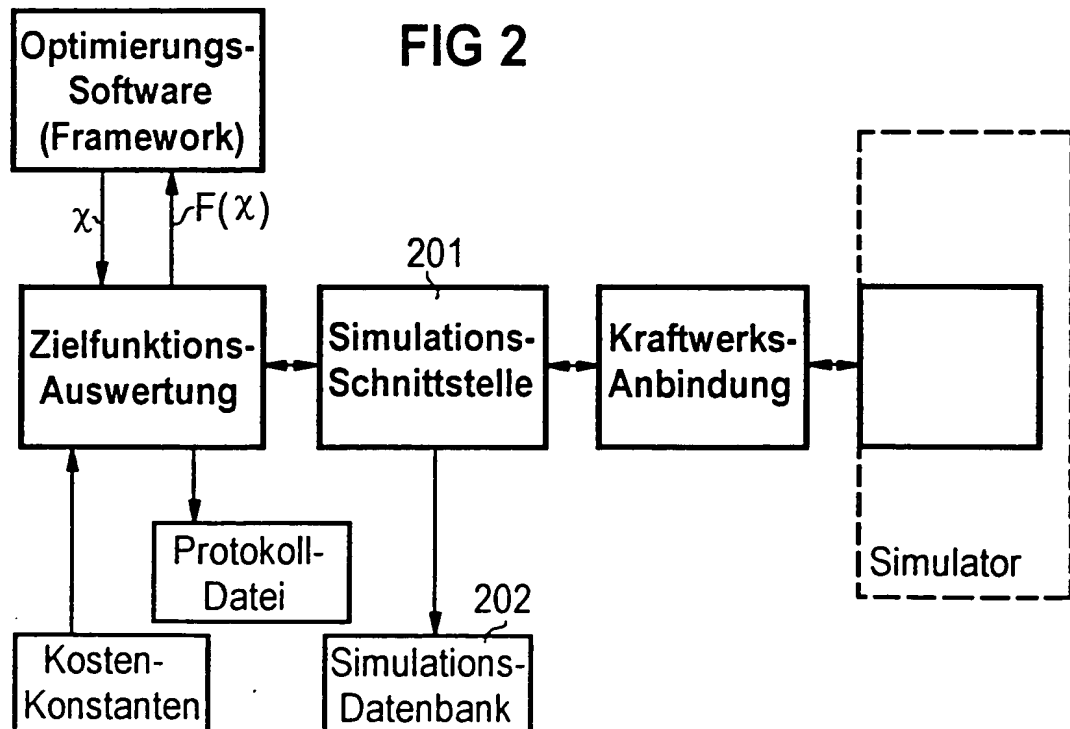 FIG 2
Optimierungs-
Software
(Framework)
χ
F(χ)
201
Zielfunktions-
Auswertung
Simulations-
Schnittstelle
Kraftwerks-
Anbindung
Simulator
Protokoll-
Datei
202
Kosten-
Konstanten
Simulations-
Datenbank